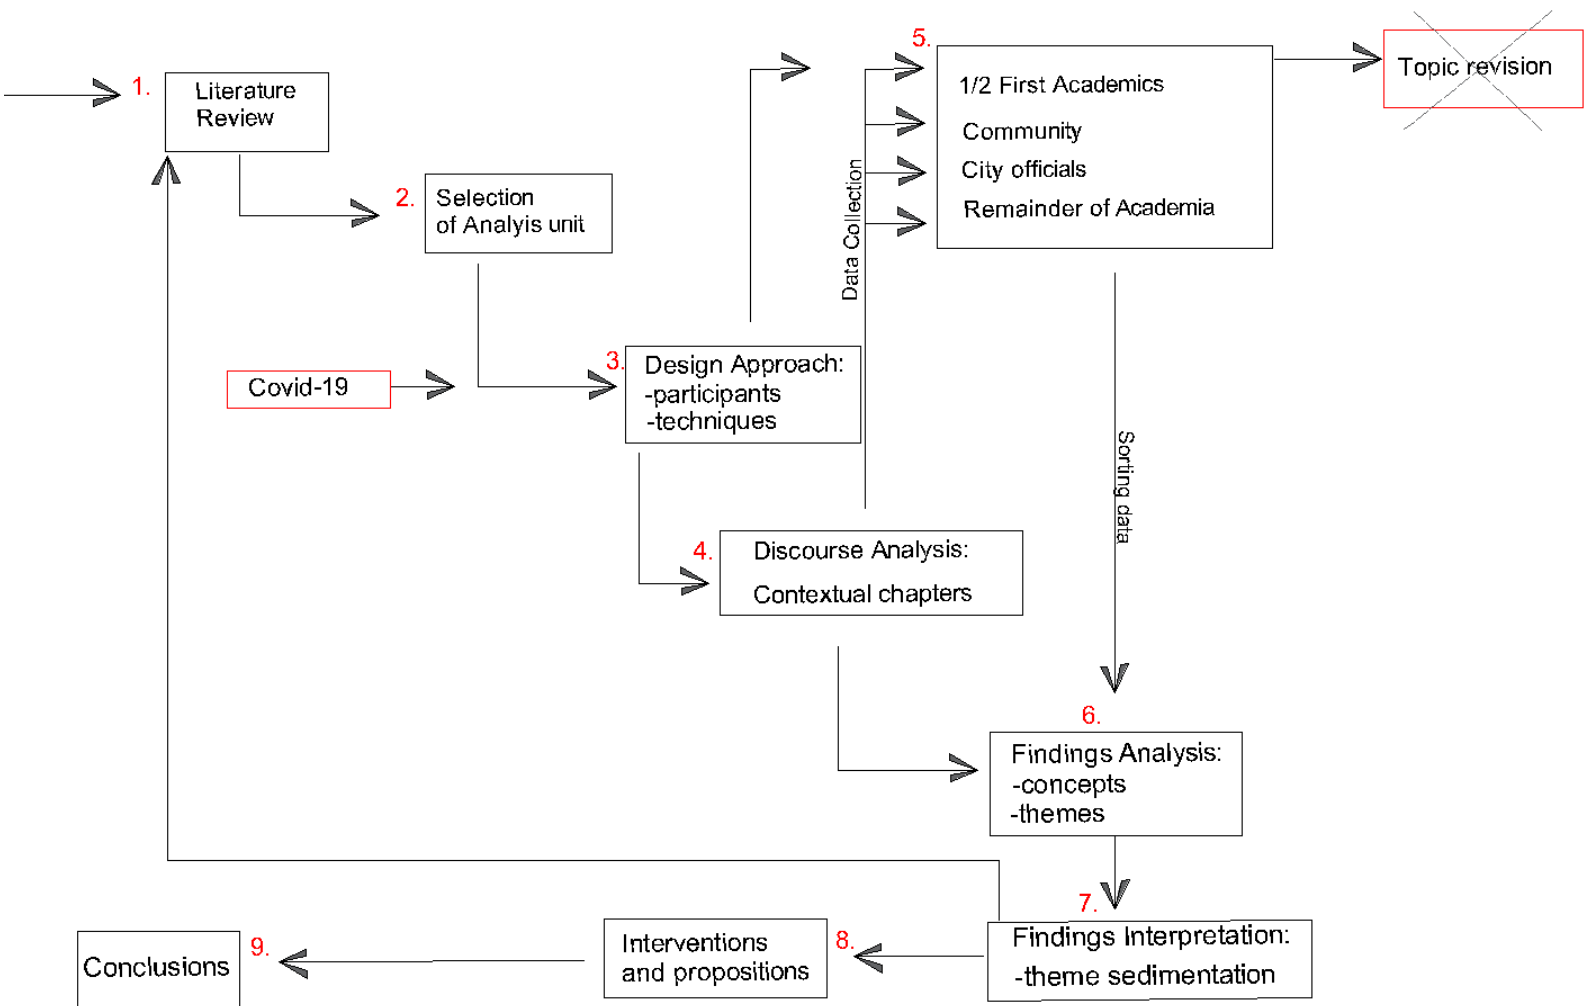 1.
Literature
Review
2.
Selection
of Analyis unit
Covid-19
3.
Design Approach:
-participants
-techniques
4.
Discourse Analysis:
Contextual chapters
Data Collection
5.
1/2 First Academics
Community
City officials
Remainder of Academia
Topic revision
Sorting data
6.
Findings Analysis:
-concepts
-themes
7.
Findings Interpretation:
-theme sedimentation
8.
Interventions
and propositions
9.
Conclusions